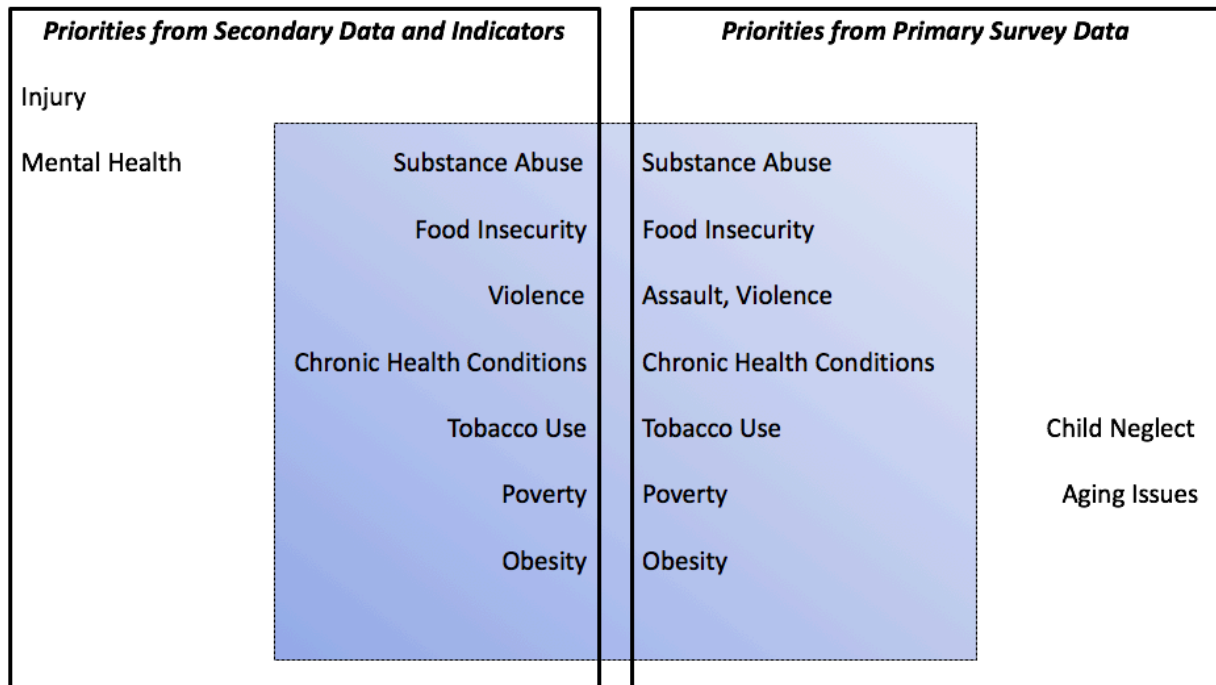 Priorities from Secondary Data and Indicators
Injury
Mental Health
Substance Abuse
Food Insecurity
Violence
Chronic Health Conditions
Tobacco Use
Poverty
Obesity
Priorities from Primary Survey Data
Substance Abuse
Food Insecurity
Assault, Violence
Chronic Health Conditions
Tobacco Use
Poverty
Obesity
Child Neglect
Aging Issues